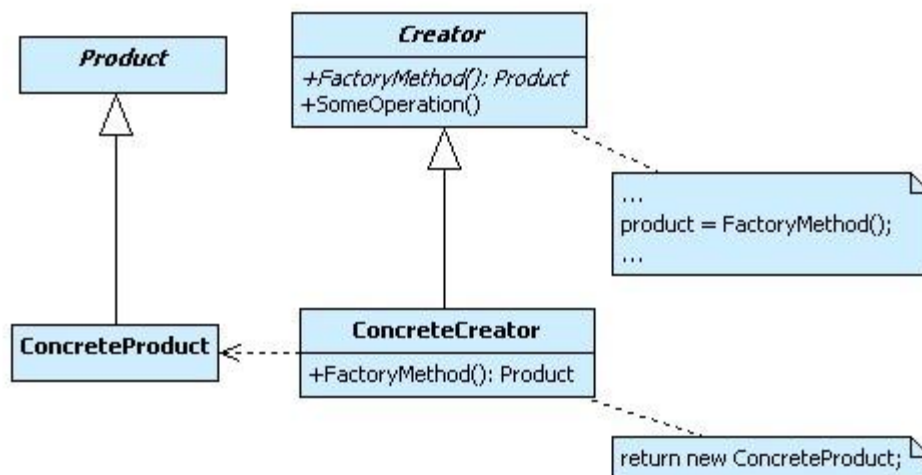 Product
Creator
+FactoryMethod(): Product
+SomeOperation()
...
product = FactoryMethod();
...
ConcreteProduct
ConcreteCreator
+FactoryMethod(): Product
return new ConcreteProduct;